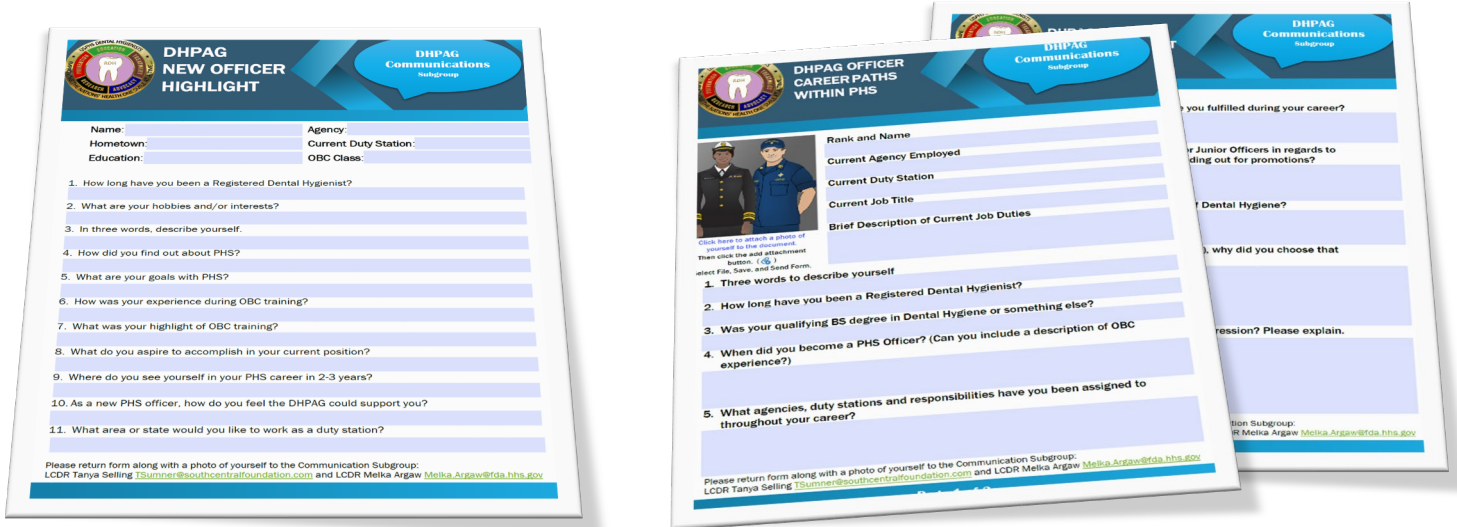 DHPAG
NEW OFFICER
HIGHLIGHT
DHPAG
Communications
Subgroup
Name:
Agency:
Hometown:
Current Duty Station:
Education:
OBC Class:
1. How long have you been a Registered Dental Hygienist?
2. What are your hobbies and/or interests?
3. In three words, describe yourself.
4. How did you find out about PHS?
5. What are your goals with PHS?
6. How was your experience during OBC training?
7. What was your highlight of OBC training?
8. What do you aspire to accomplish in your current position?
9. Where do you see yourself in your PHS career in 2-3 years?
10. As a new PHS officer, how do you feel the DHPAG could support you?
11. What area or state would you like to work as a duty station?
Please return form along with a photo of yourself to the Communication Subgroup:
LCDR Tanya Selling TSumner@southcentralfoundation.com and LCDR Melka Argaw Melka.Argaw@fda.hhs.gov
DHPAG OFFICER
CAREER PATHS
WITHIN PHS
DHPAG
Communications
Subgroup
Rank and Name
Current Agency Employed
Current Duty Station
Current Job Title
Brief Description of Current Job Duties
Click here to attach a photo of
yourself to the document.
Then click the add attachment
button. ( )
elect File, Save, and Send Form.
1. Three words to describe yourself
2. How long have you been a Registered Dental Hygienist?
3. Was your qualifying BS degree in Dental Hygiene or something else?
4. When did you become a PHS Officer? (Can you include a description of OBC
experience?)
5. What agencies, duty stations and responsibilities have you been assigned to
throughout your career?
Please return form along with a photo of yourself to the Communication Subgroup:
LCDR Tanya Selling TSumner@southcentralfoundation.com and LCDR Melka Argaw Melka.Argaw@fda.hhs.gov
DHPAG
Communications
Subgroup
you fulfilled during your career?
r Junior Officers in regards to
ding out for promotions?
Dental Hygiene?
), why did you choose that
ression? Please explain.
tion Subgroup:
R Melka Argaw Melka.Argaw@fda.hhs.gov